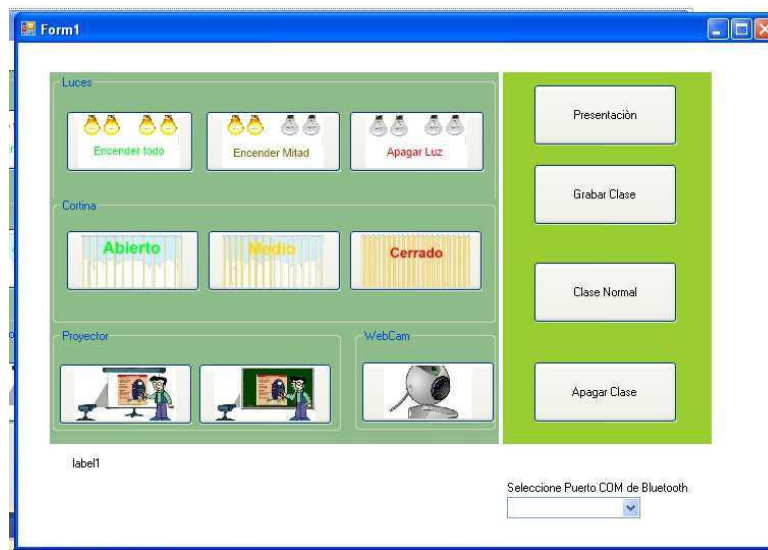 Form1
Luces
Encender todo
Encender Mitad
Apagar Luz
Cortina
Abierto
Medio
Cerrado
Proyector
WebCam
Presentaciòn
Grabar Clase
Clase Normal
Apagar Clase
label1
Seleccione Puerto COM de Bluetooth